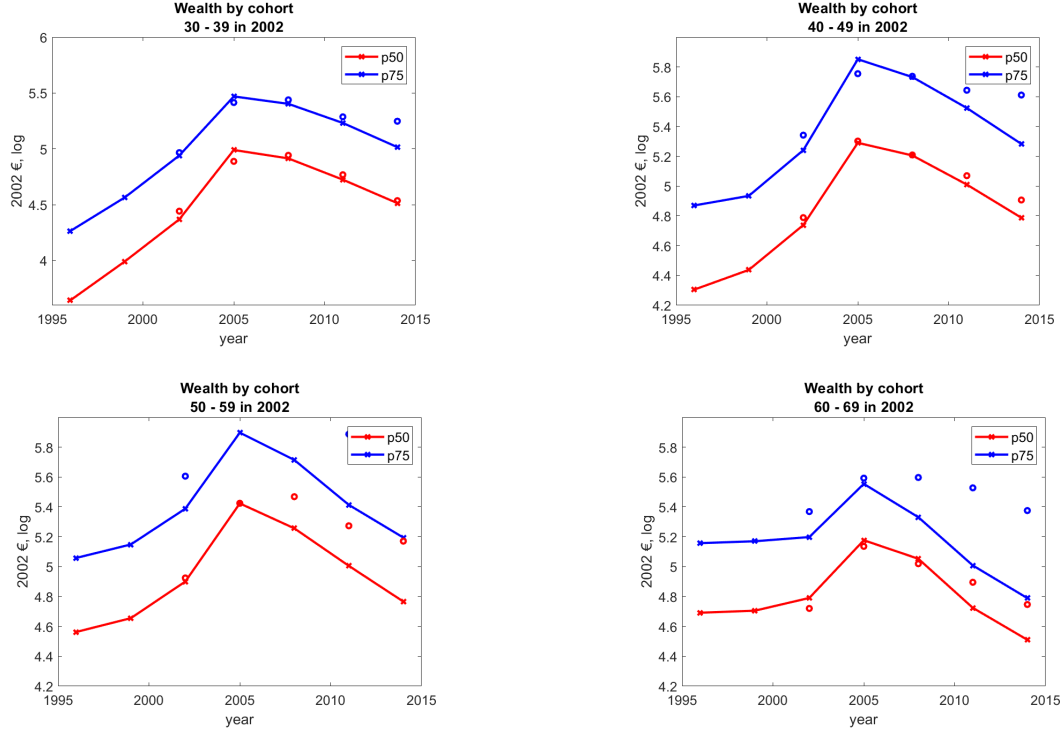 Wealth by cohort
30 - 39 in 2002
6
5.5
5
4.5
4
2002 €, log
p50
p75
1995
2000
2005
2010
2015
year
Wealth by cohort
40 - 49 in 2002
5.8
5.6
5.4
5.2
5
4.8
4.6
4.4
4.2
2002 €, log
p50
p75
1995
2000
2005
2010
2015
year
Wealth by cohort
50 - 59 in 2002
5.8
5.6
5.4
5.2
5
4.8
4.6
4.4
4.2
2002 €, log
p50
p75
1995
2000
2005
2010
2015
year
Wealth by cohort
60 - 69 in 2002
5.8
5.6
5.4
5.2
5
4.8
4.6
4.4
4.2
2002 €, log
p50
p75
1995
2000
2005
2010
2015
year